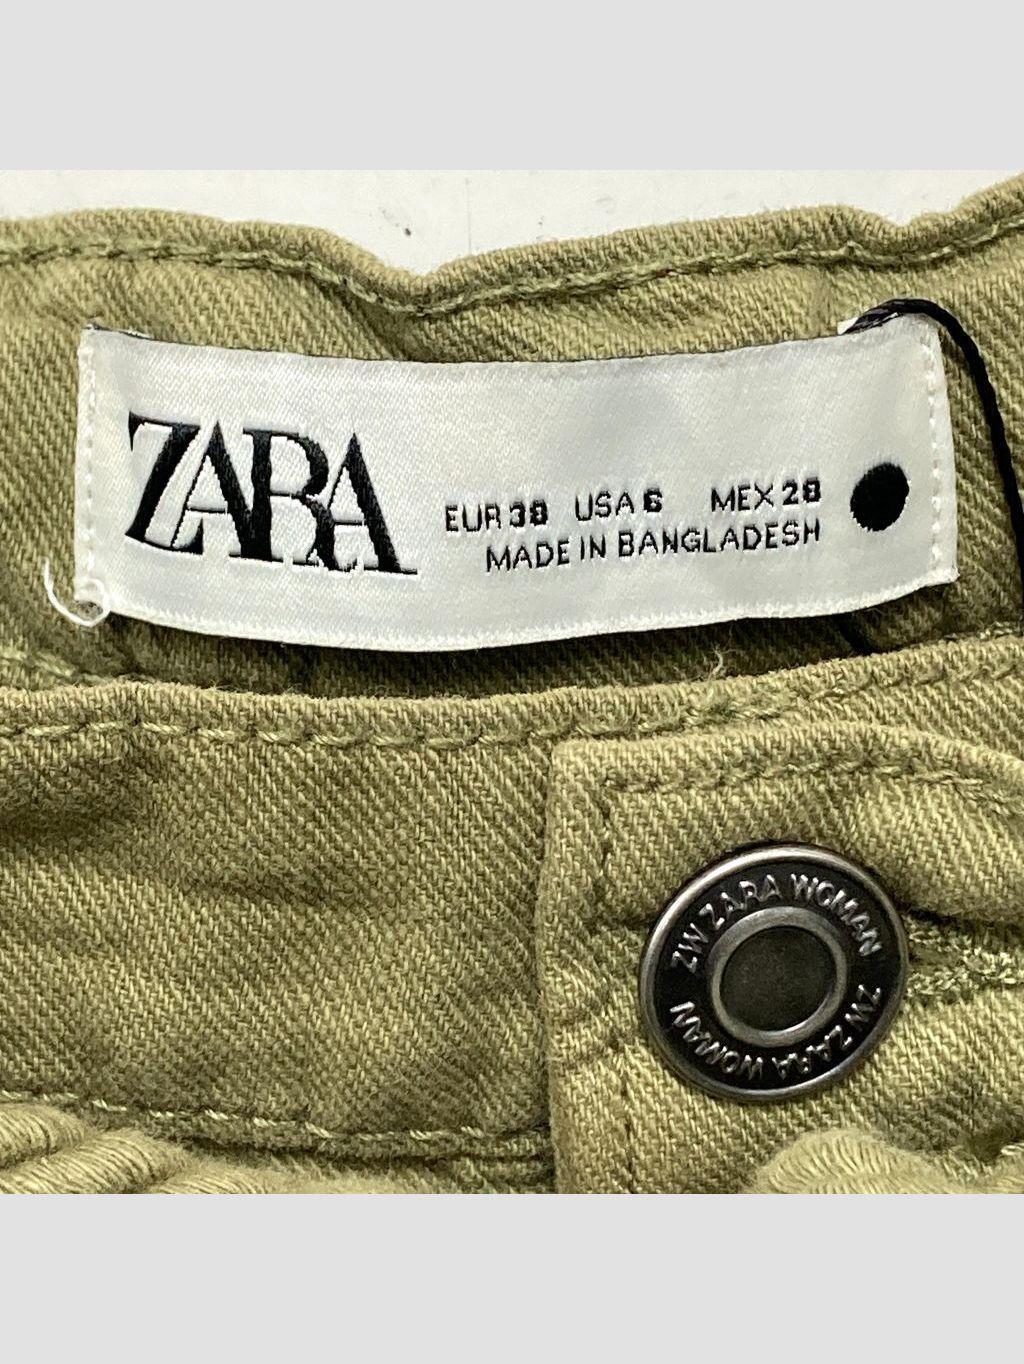 ZARA
EUR 38 USA 6 MEX 28
MADE IN BANGLADESH
ZW ZARA WOMAN
ZW ZARA WOMAN